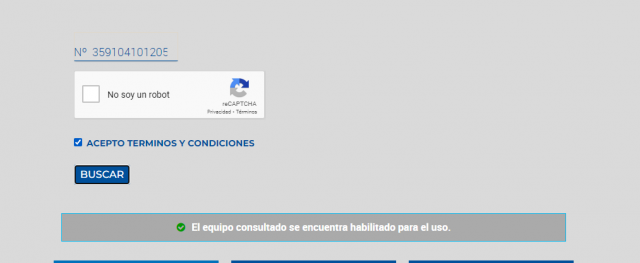 Nº 359104101205
No soy un robot
reCAPTCHA
Privacidad - Términos
ACEPTO TERMINOS Y CONDICIONES
BUSCAR
El equipo consultado se encuentra habilitado para el uso.